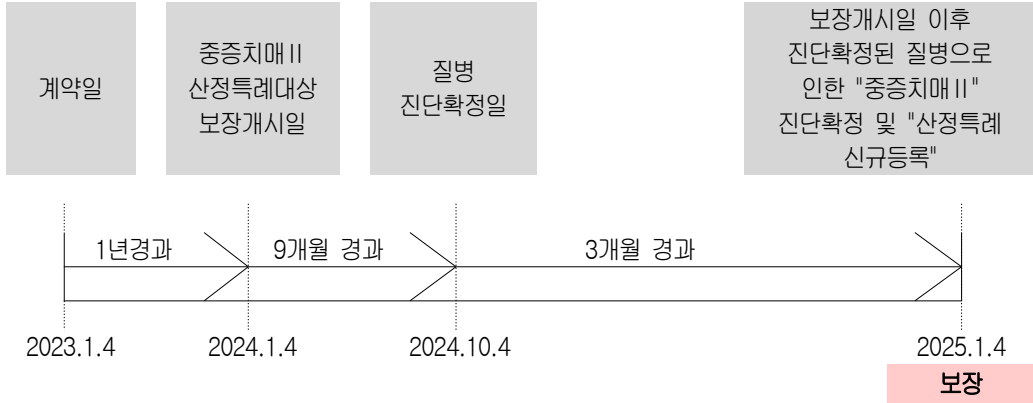 계약일
중증치매Ⅱ
산정특례대상
보장개시일
질병
진단확정일
보장개시일 이후
진단확정된 질병으로
인한 "중증치매Ⅱ"
진단확정 및 "산정특례
신규등록"
1년경과
9개월 경과
3개월 경과
2023.1.4
2024.1.4
2024.10.4
2025.1.4
보장